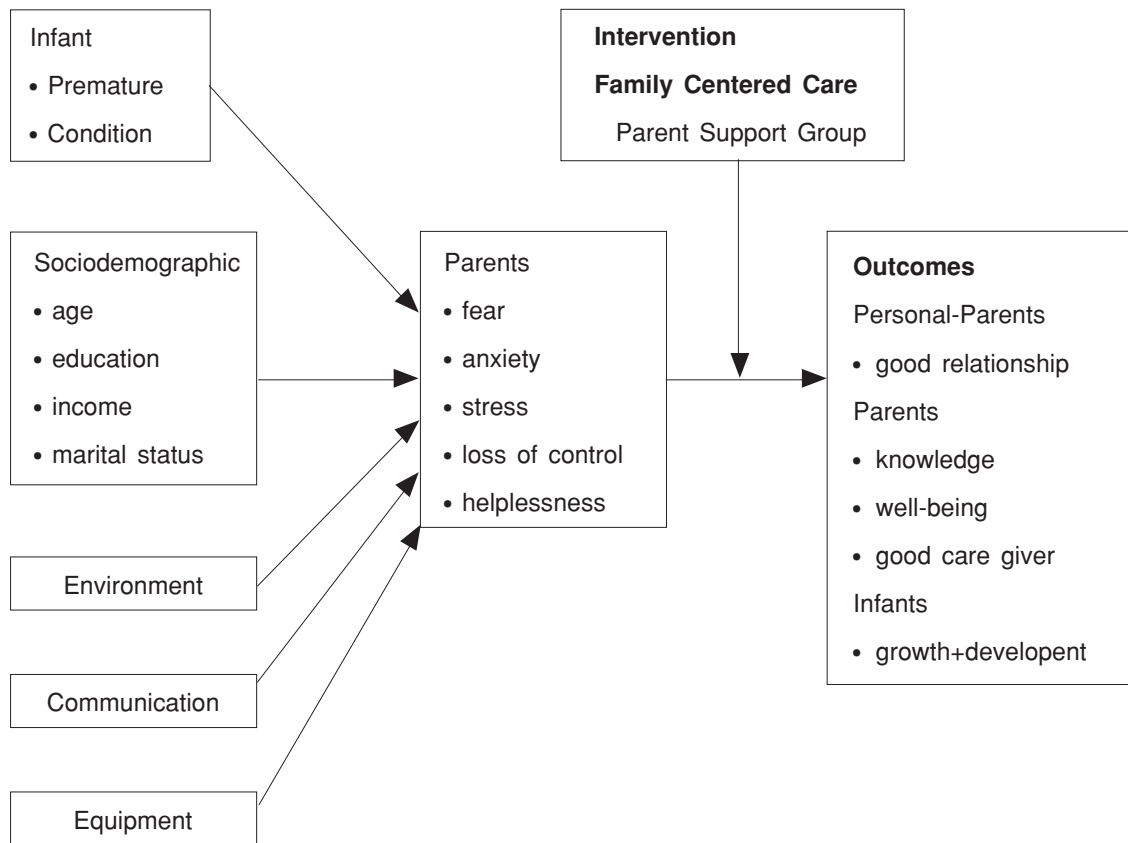 Infant
• Premature
• Condition
Sociodemographic
• age
• education
• income
• marital status
Environment
Communication
Equipment
Parents
• fear
• anxiety
• stress
• loss of control
• helplessness
Intervention
Family Centered Care
Parent Support Group
Outcomes
Personal-Parents
• good relationship
Parents
• knowledge
• well-being
• good care giver
Infants
• growth+developent